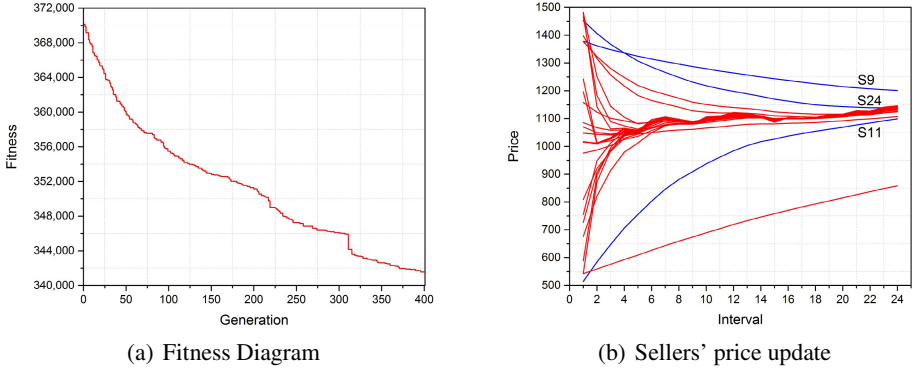 372,000
368,000
364,000
360,000
356,000
352,000
348,000
344,000
340,000
0 50 100 150 200 250 300 350 400
Fitness
Generation
(a) Fitness Diagram
1500
1400
1300
1200
1100
1000
900
800
700
600
500
0 2 4 6 8 10 12 14 16 18 20 22 24
Price
Interval
S9
S24
S11
(b) Sellers' price update